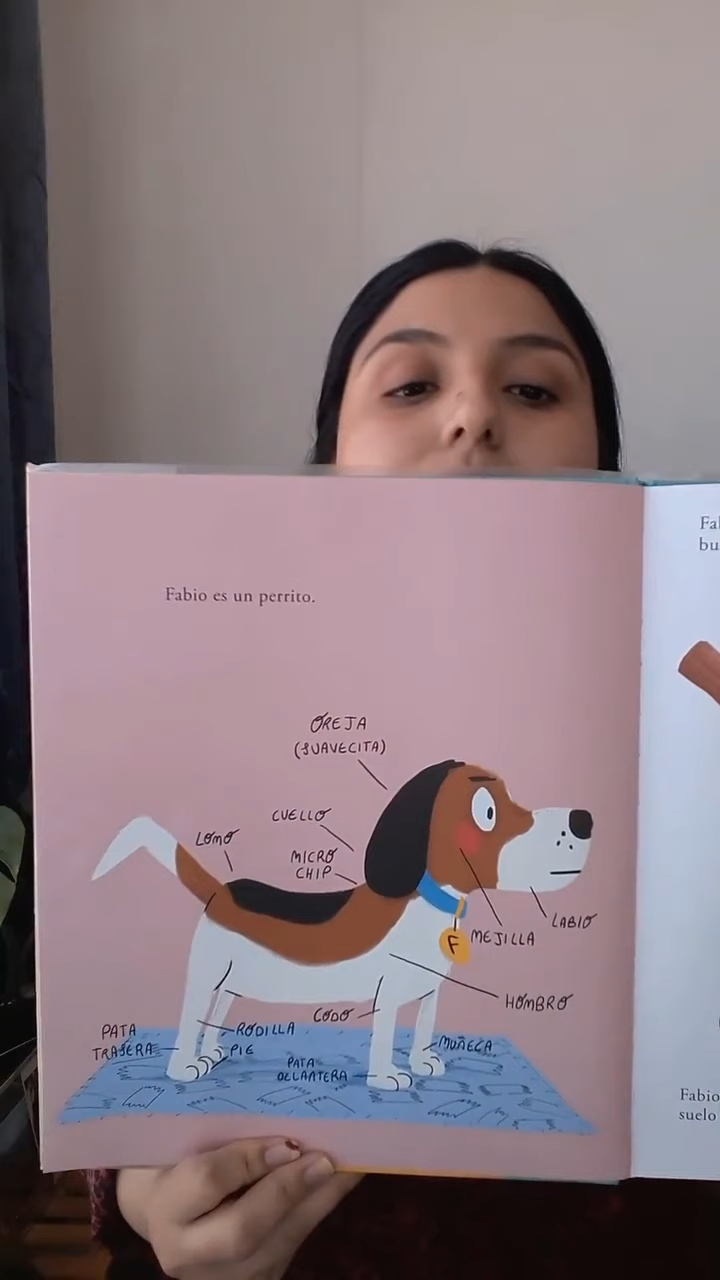 Fabio es un perrito.
OREJA
(SUAVECITA)
CUELLO
LOMO
MICRO
CHIP
LABIO
F
MEJILLA
HOMBRO
CODO
PATA
TRASERA
RODILLA
PIE
MUÑECA
PATA
DELANTERA
Fabio
suelo